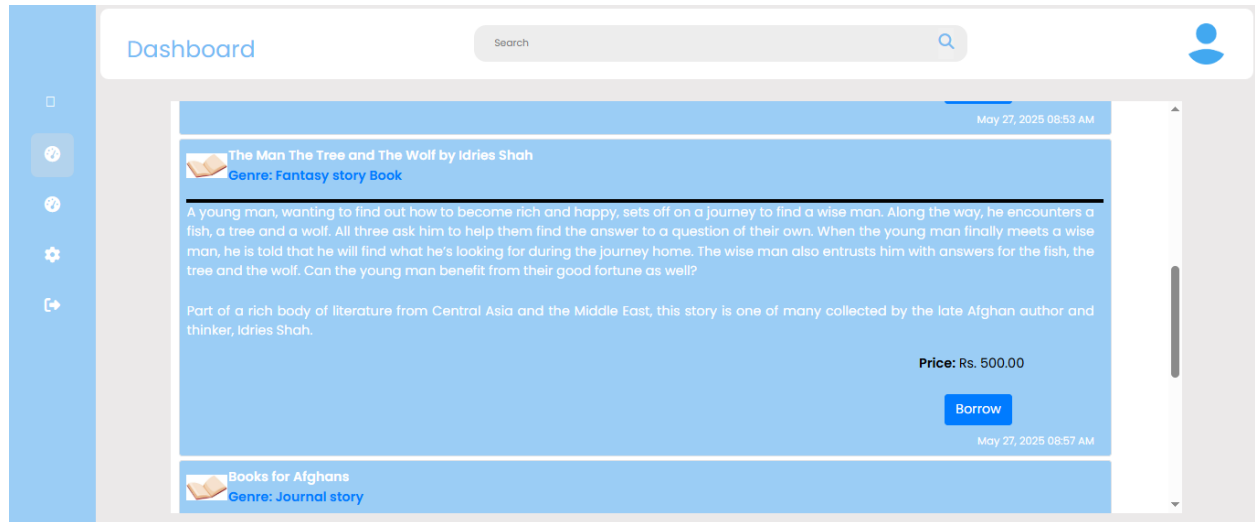 Dashboard
Search
May 27, 2025 08:53 AM
The Man The Tree and The Wolf by Idries Shah
Genre: Fantasy story Book
A young man, wanting to find out how to become rich and happy, sets off on a journey to find a wise man. Along the way, he encounters a
fish, a tree and a wolf. All three ask him to help them find the answer to a question of their own. When the young man finally meets a wise
man, he is told that he will find what he's looking for during the journey home. The wise man also entrusts him with answers for the fish, the
tree and the wolf. Can the young man benefit from their good fortune as well?
Part of a rich body of literature from Central Asia and the Middle East, this story is one of many collected by the late Afghan author and
thinker, Idries Shah.
Price: Rs. 500.00
Borrow
May 27, 2025 08:57 AM
Books for Afghans
Genre: Journal story